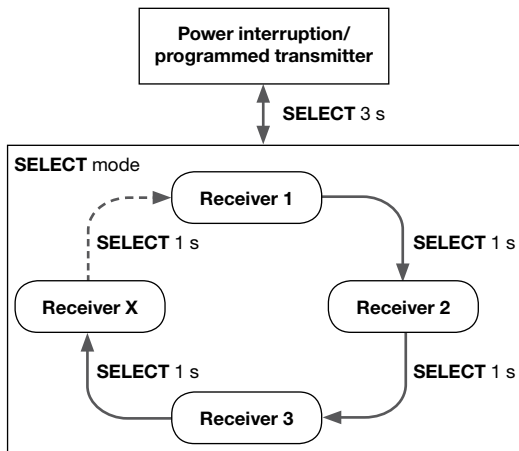 Power interruption/
programmed transmitter
SELECT 3 s
SELECT mode
Receiver 1
SELECT 1 s
SELECT 1 s
Receiver X
Receiver 2
SELECT 1 s
SELECT 1 s
Receiver 3